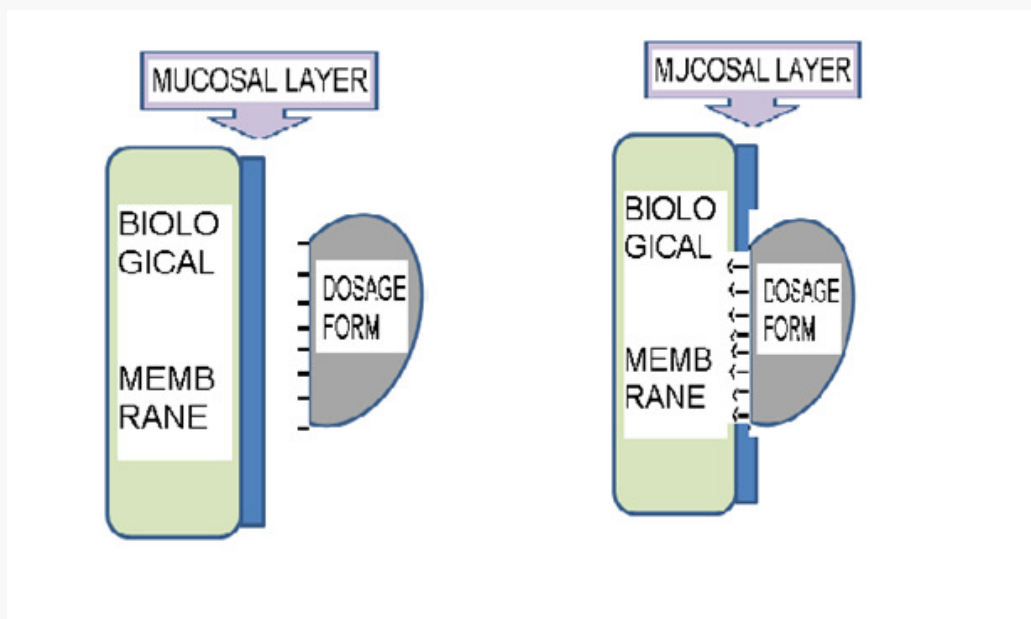 MUCOSAL LAYER
BIOLO
GICAL
MEMB
RANE
DOSAGE
FORM
MJCOSAL LAYER
BIOLO
GICAL
MEMB
RANE
DOSAGE
FORM